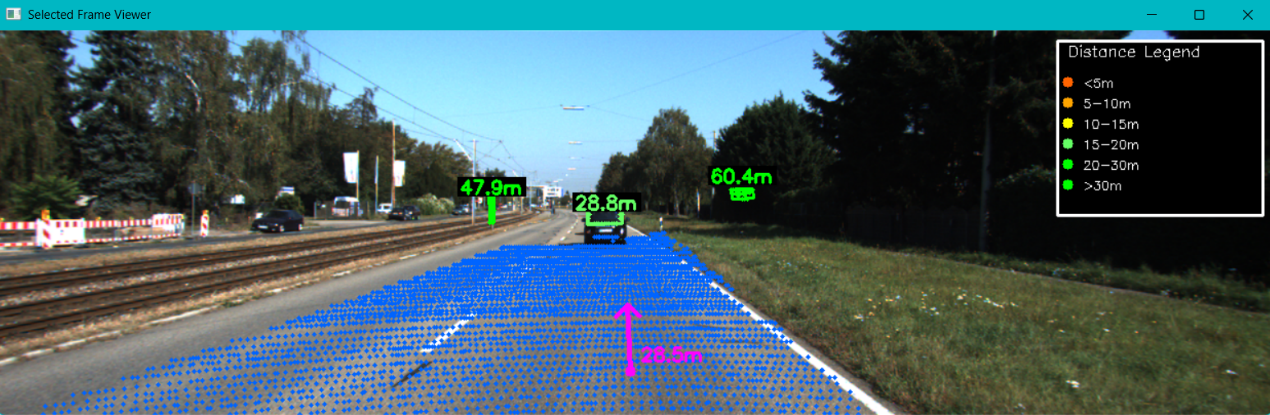 Selected Frame Viewer
Distance Legend
<5m
5-10m
10-15m
15-20m
20-30m
>30m
60.4m
47.9m
28.8m
28.5m